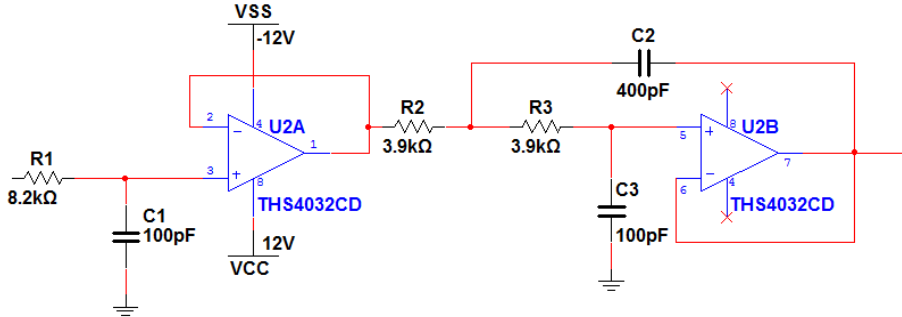 VSS
-12V
C2
400pF
2
4
U2A
1
R2
3.9kΩ
R3
3.9kΩ
8
U2B
5
7
6
4
THS4032CD
R1
8.2kΩ
3
8
THS4032CD
C1
100pF
12V
VCC
C3
100pF